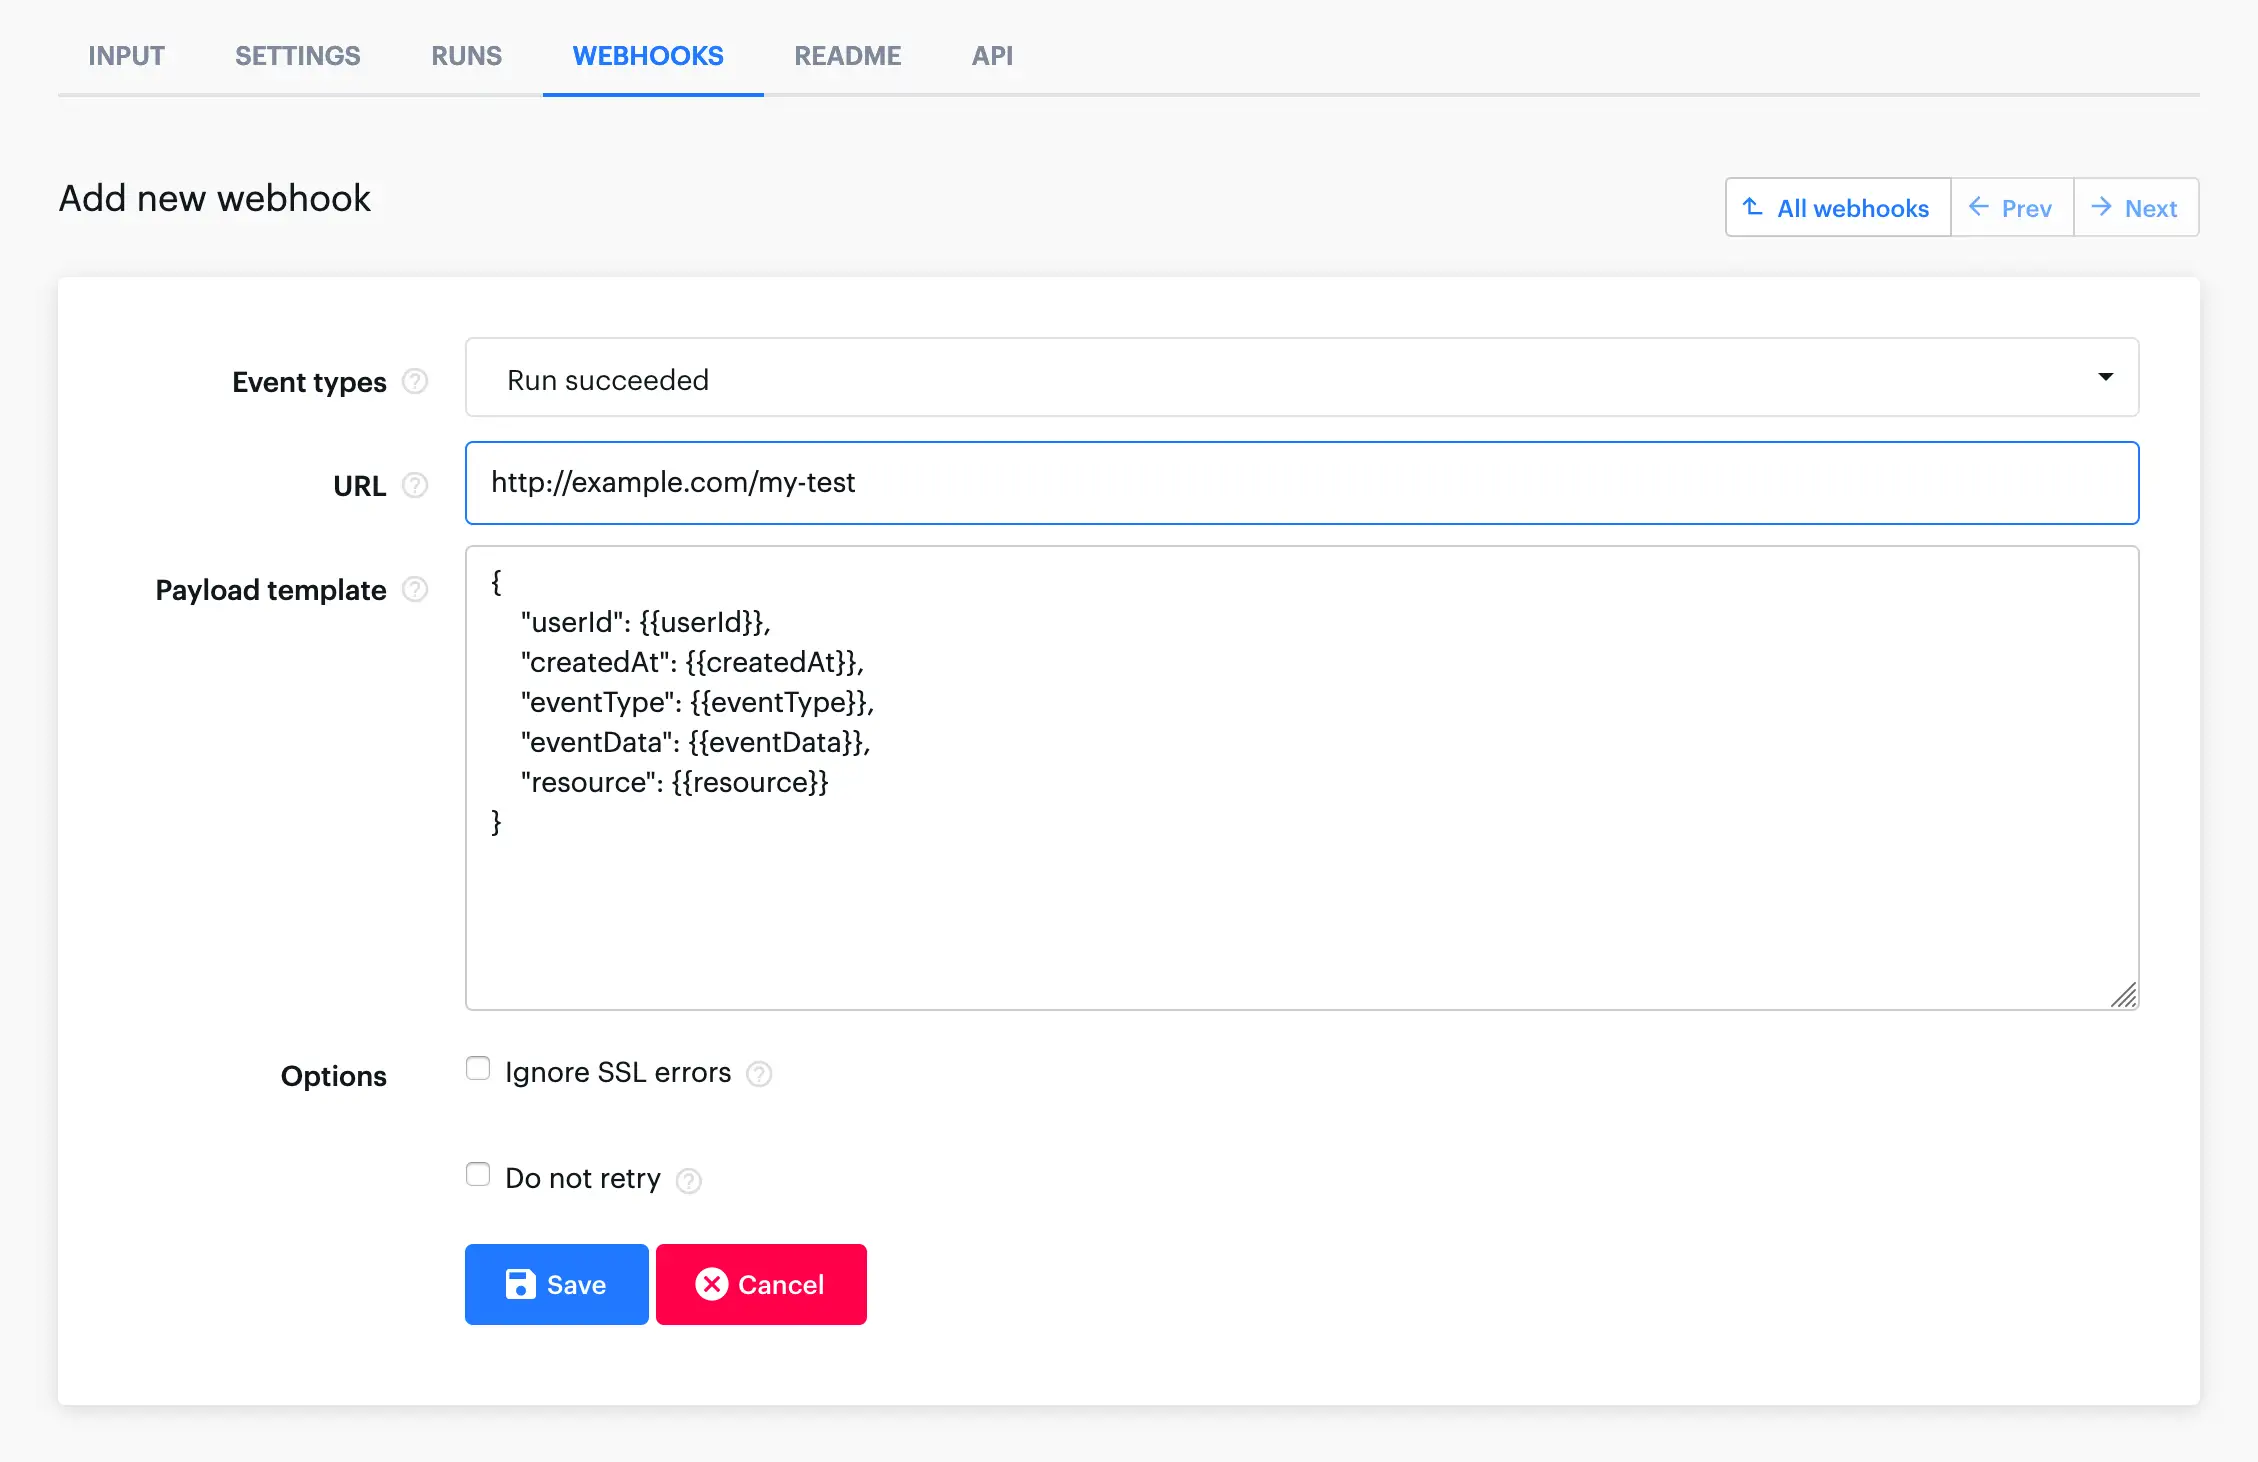 INPUT SETTINGS RUNS WEBHOOKS README API
Add new webhook
All webhooks Prev Next
Event types ? Run succeeded
URL ? http://example.com/my-test
Payload template ?
{
"userId": {{userId}},
"createdAt": {{createdAt}},
"eventType": {{eventType}},
"eventData": {{eventData}},
"resource": {{resource}}
}
Options Ignore SSL errors ?
Do not retry ?
Save Cancel